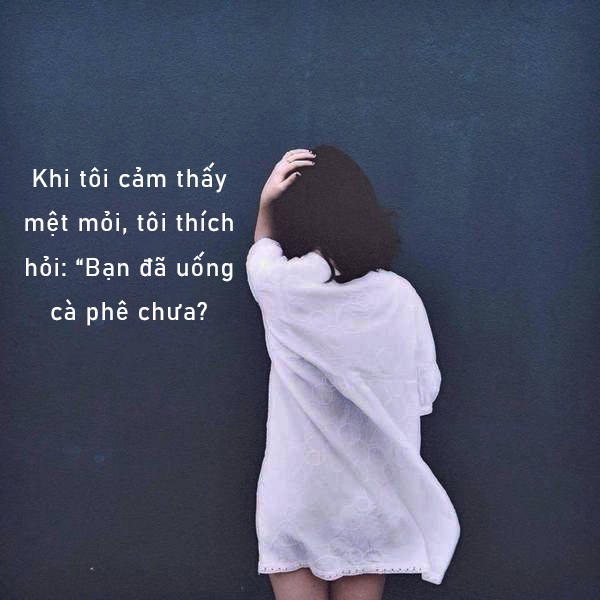 Khi tôi cảm thấy
mệt mỏi, tôi thích
hỏi: “Bạn đã uống
cà phê chưa?